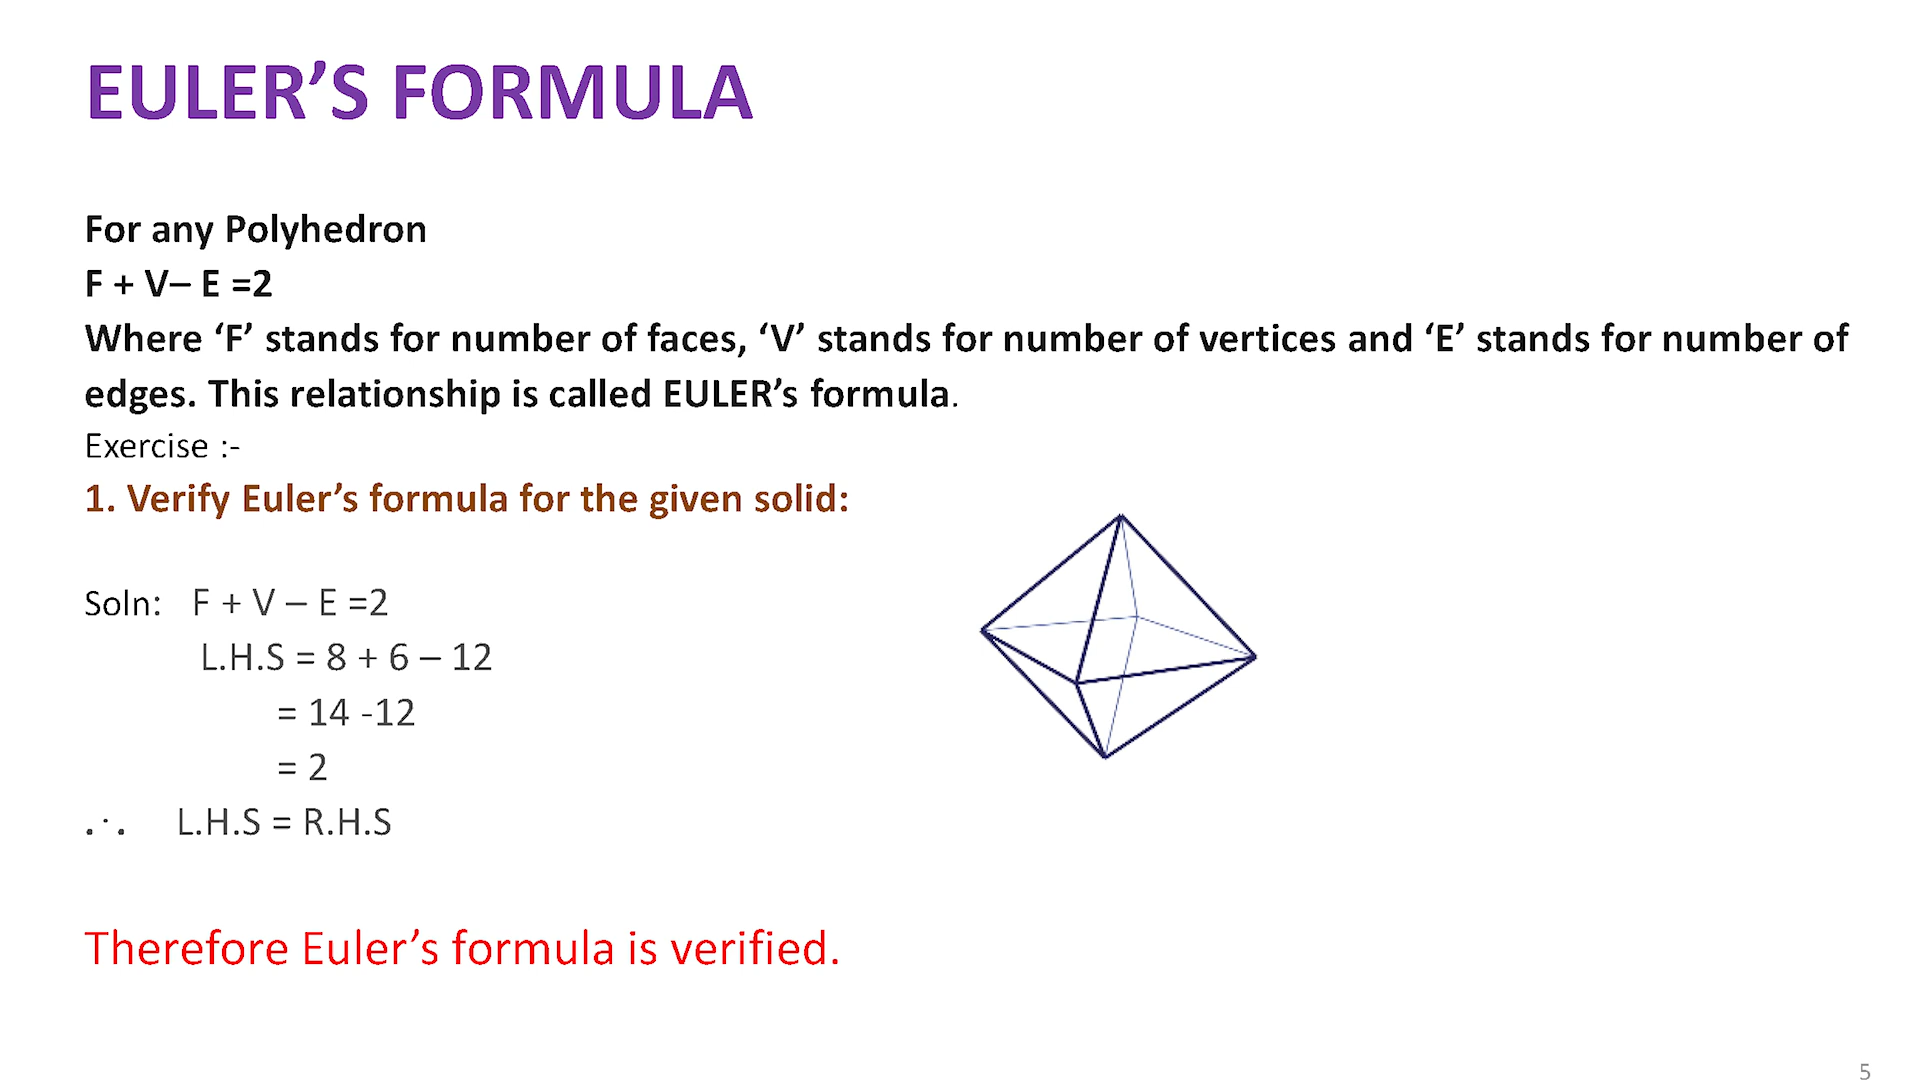 EULER’S FORMULA
For any Polyhedron
F + V– E =2
Where ‘F’ stands for number of faces, ‘V’ stands for number of vertices and ‘E’ stands for number of
edges. This relationship is called EULER’s formula.
Exercise :-
1. Verify Euler’s formula for the given solid:
Soln: F + V – E =2
L.H.S = 8 + 6 – 12
= 14 -12
= 2
.·. L.H.S = R.H.S
Therefore Euler’s formula is verified.
5